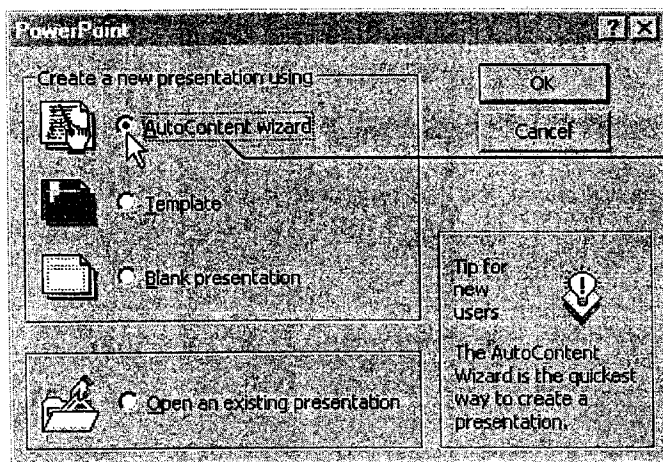 PowerPoint
Create a new presentation using
OK
AutoContent wizard
Cancel
Template
Blank presentation
Tip for
new
users
The AutoContent
Wizard is the quickest
way to create a
presentation.
Open an existing presentation